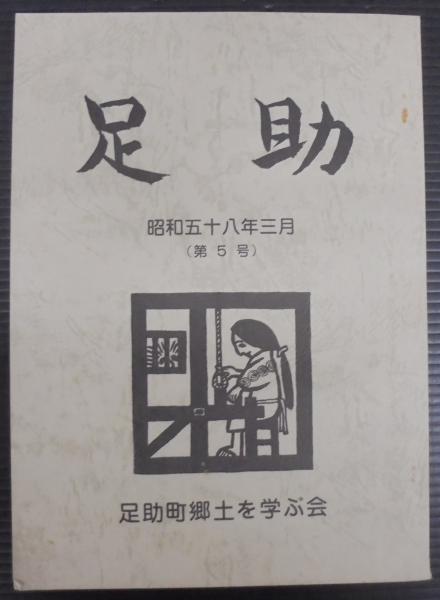 足助
昭和五十八年三月
(第5号)
足助町郷土を学ぶ会